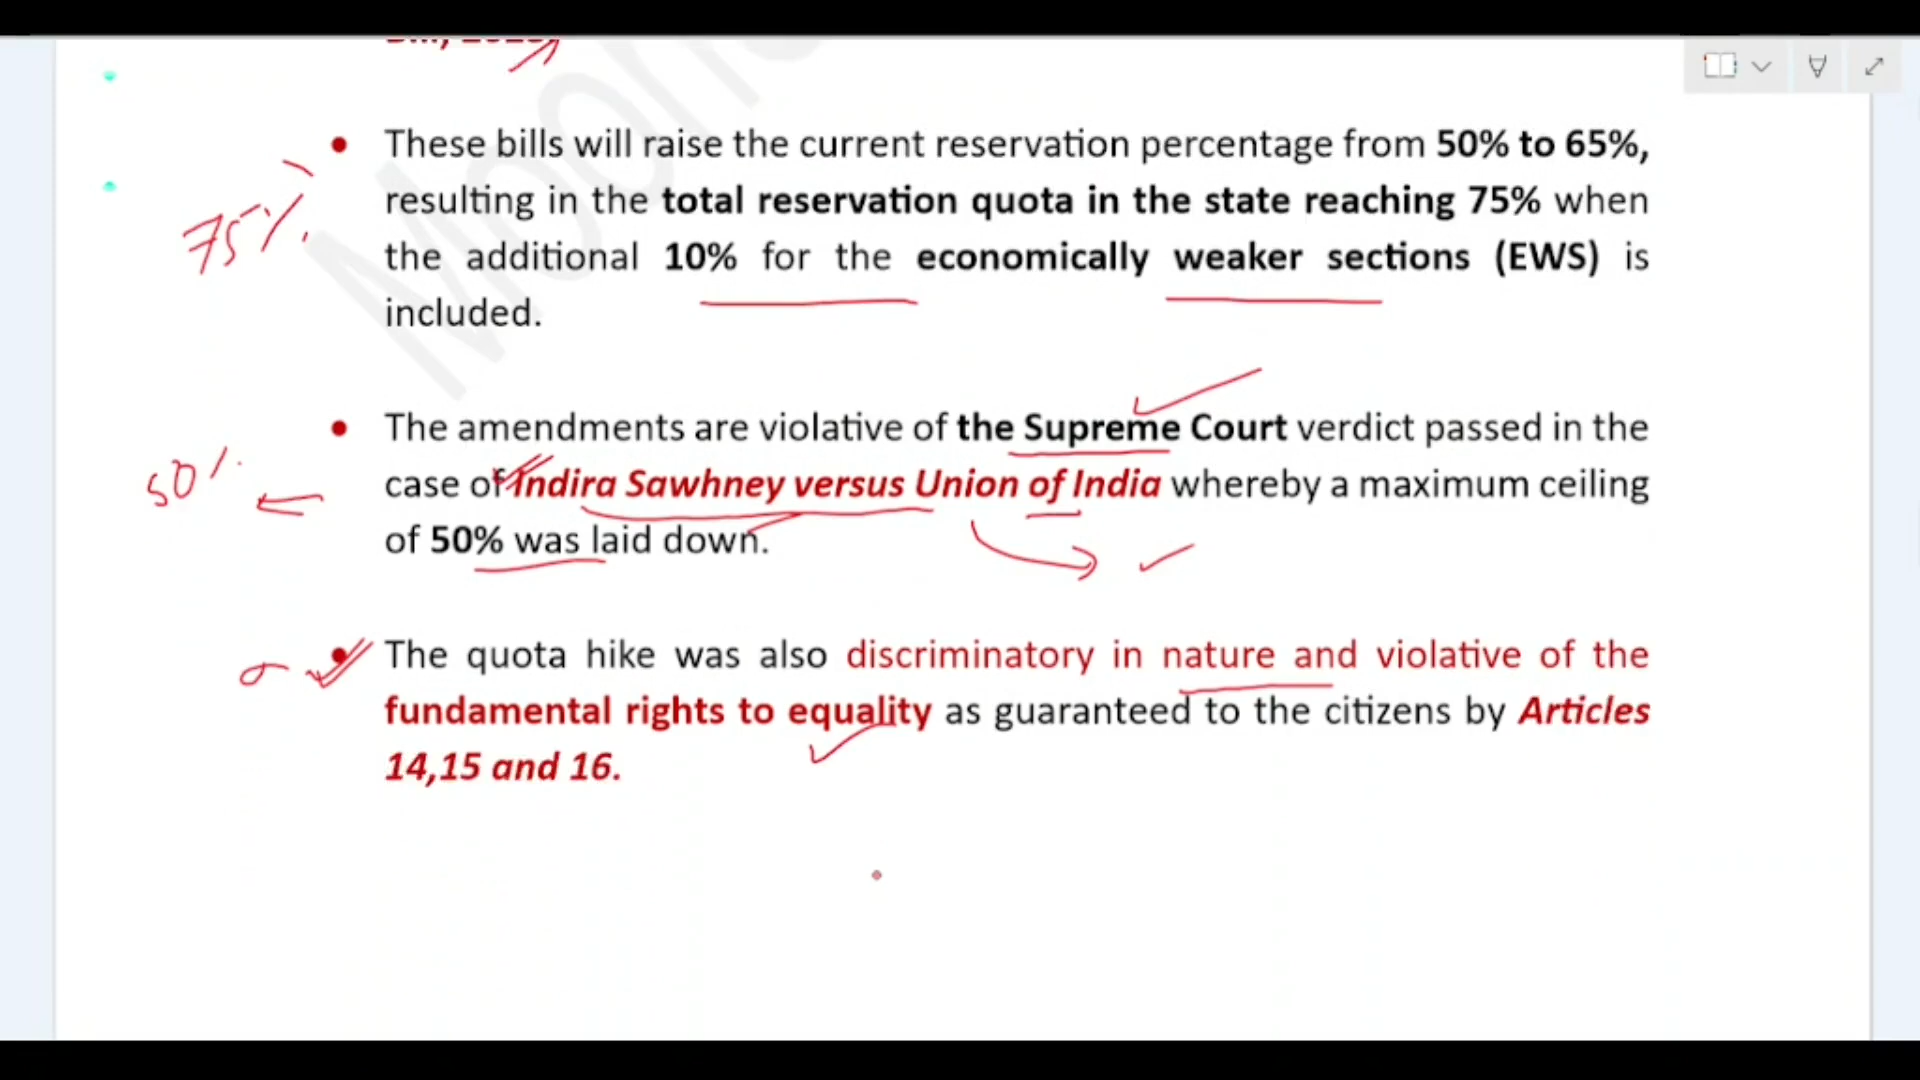 These bills will raise the current reservation percentage from 50% to 65%,
resulting in the total reservation quota in the state reaching 75% when
75%
the additional 10% for the economically weaker sections (EWS) is
included.
The amendments are violative of the Supreme Court verdict passed in the
50%
case of Indira Sawhney versus Union of India whereby a maximum ceiling
of 50% was laid down.
The quota hike was also discriminatory in nature and violative of the
fundamental rights to equality as guaranteed to the citizens by Articles
14,15 and 16.